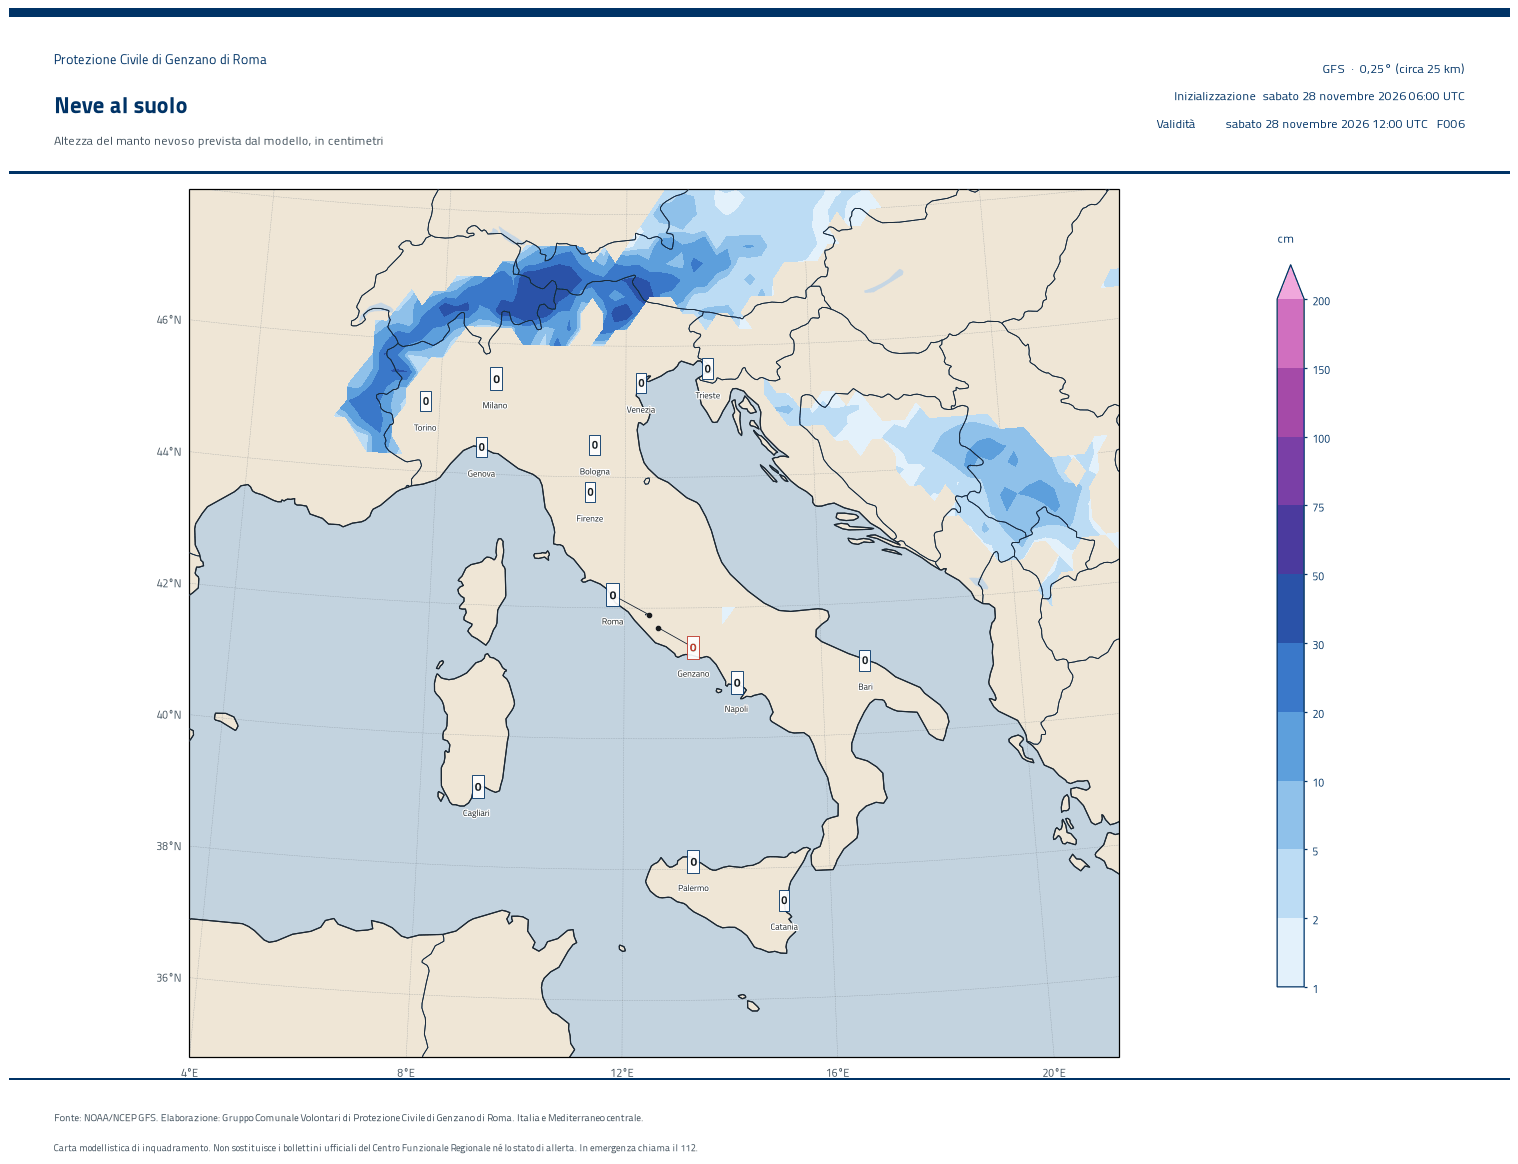 Protezione Civile di Genzano di Roma
Neve al suolo
Altezza del manto nevoso prevista dal modello, in centimetri
GFS · 0,25° (circa 25 km)
Inizializzazione sabato 28 novembre 2026 06:00 UTC
Validità sabato 28 novembre 2026 12:00 UTC F006
cm
200
150
100
75
50
30
20
10
5
2
1
46°N
44°N
42°N
40°N
38°N
36°N
4°E
8°E
12°E
16°E
20°E
0
Trieste
0
Milano
0
Venezia
0
Torino
0
Genova
0
Bologna
0
Firenze
0
Roma
0
Genzano
0
Napoli
0
Bari
0
Cagliari
0
Palermo
0
Catania
Fonte: NOAA/NCEP GFS. Elaborazione: Gruppo Comunale Volontari di Protezione Civile di Genzano di Roma. Italia e Mediterraneo centrale.
Carta modellistica di inquadramento. Non sostituisce i bollettini ufficiali del Centro Funzionale Regionale né lo stato di allerta. In emergenza chiama il 112.